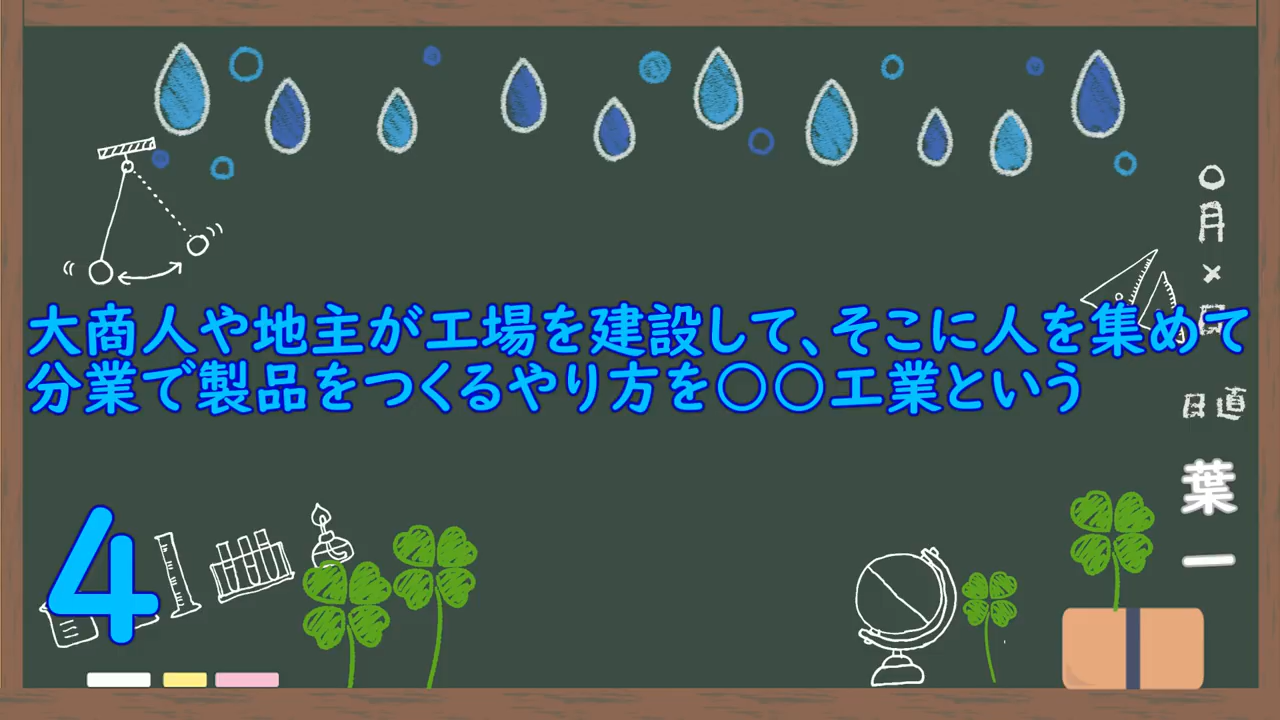 大商人や地主が工場を建設して、そこに人を集めて
分業で製品をつくるやり方を〇〇工業という
4
〇月×日
日直
葉一